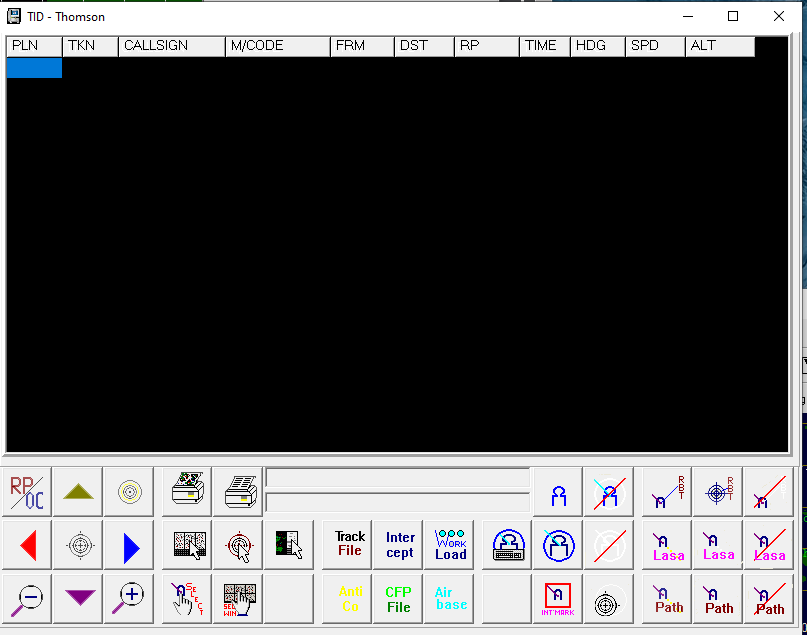 TID - Thomson
PLN TKN CALLSIGN M/CODE FRM DST RP TIME HDG SPD ALT
RP/OC
RBT
RBT
Track
File
Inter
cept
WORK
Load
Lasa
Lasa
Lasa
SELECT
SEQ
WIN
Anti
Co
CFP
File
Air
base
INT'MARK
Path
Path
Path